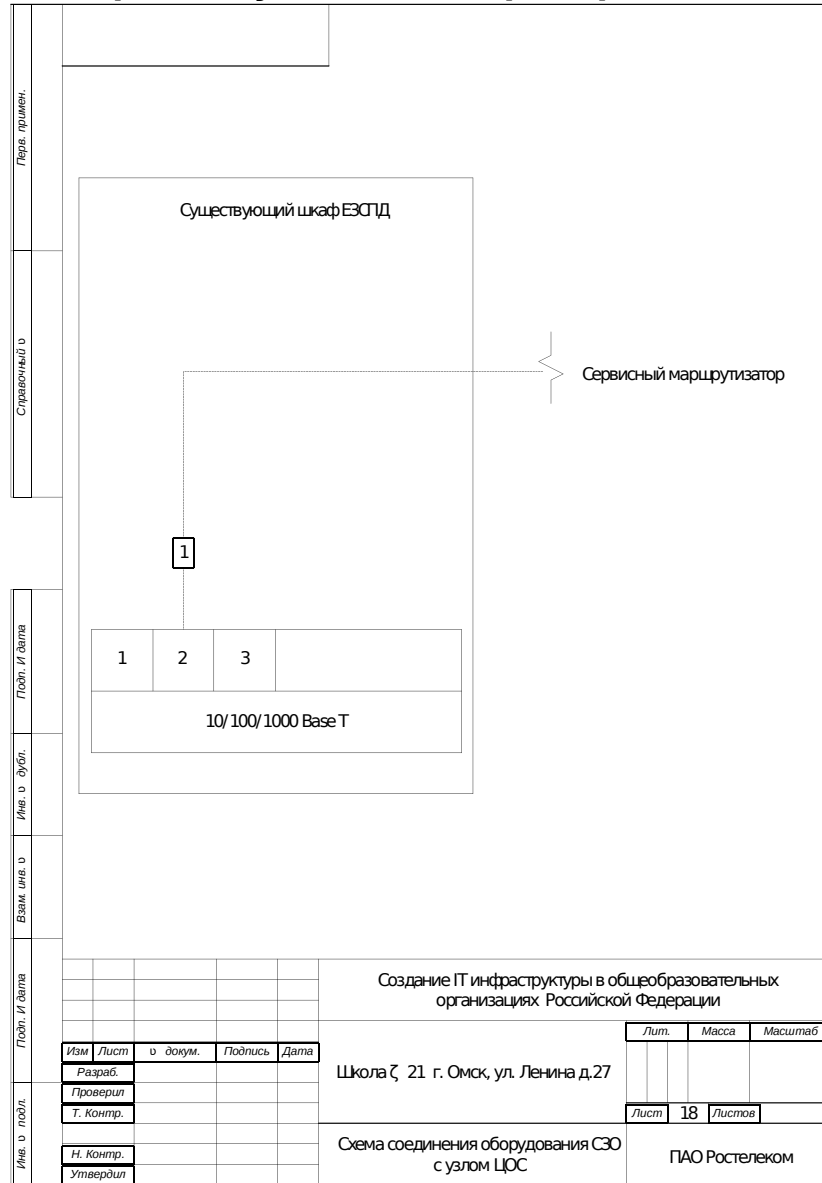 Перв. примен.
Существующий шкаф ЕЗСПД
Справочный υ
Сервисный маршрутизатор
1
1 2 3
10/100/1000 Base T
Подп. И дата
Инв. υ дубл.
Взам. инв. υ
Подп. И дата
Инв. υ подл.
Создание IT инфраструктуры в общеобразовательных
организациях Российской Федерации
Лит. Масса Масштаб
Изм Лист υ докум. Подпись Дата
Разраб.
Школа ζ 21 г. Омск, ул. Ленина д.27
Проверил
Т. Контр.
Лист 18 Листов
Схема соединения оборудования СЗО
с узлом ЦОС
ПАО Ростелеком
Н. Контр.
Утвердил